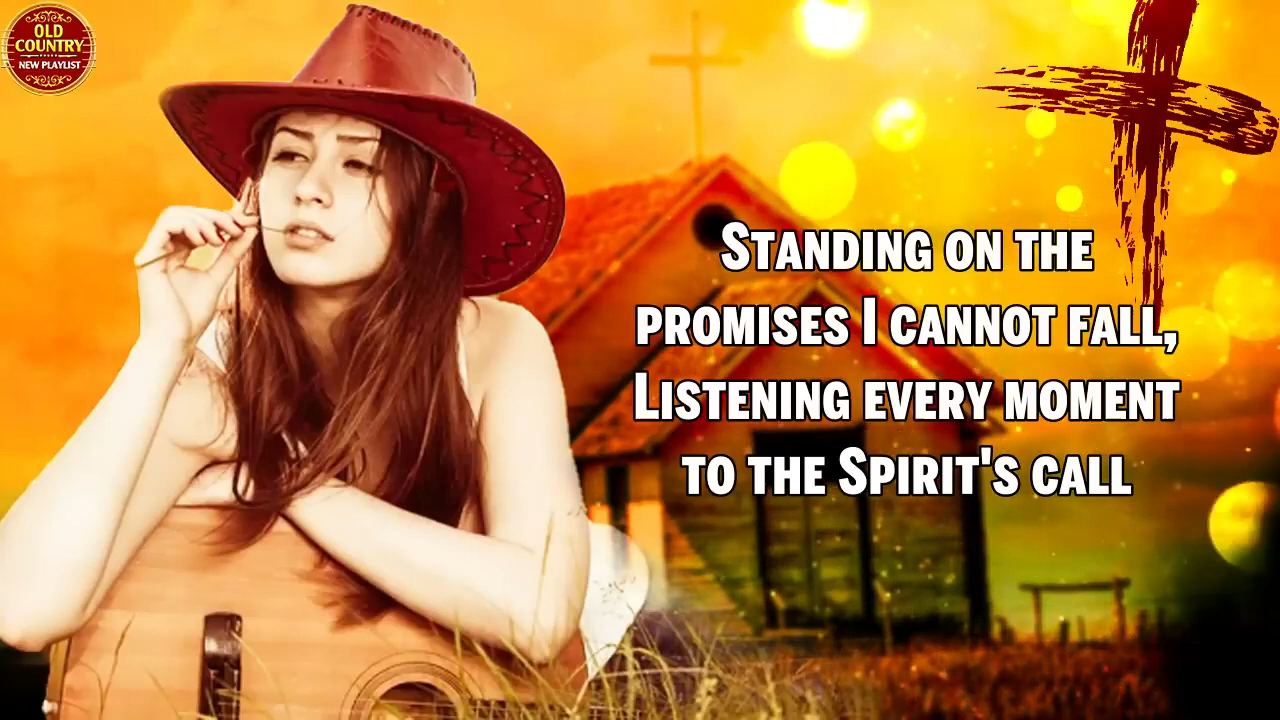 OLD
COUNTRY
NEW PLAYLIST
STANDING ON THE
PROMISES I CANNOT FALL,
LISTENING EVERY MOMENT
TO THE SPIRIT'S CALL